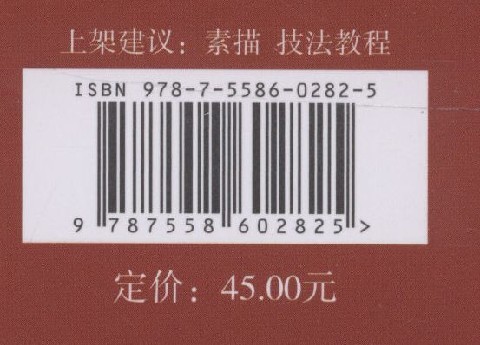 上架建议：素描 技法教程
ISBN 978-7-5586-0282-5
9 787558 602825 >
定价：45.00元